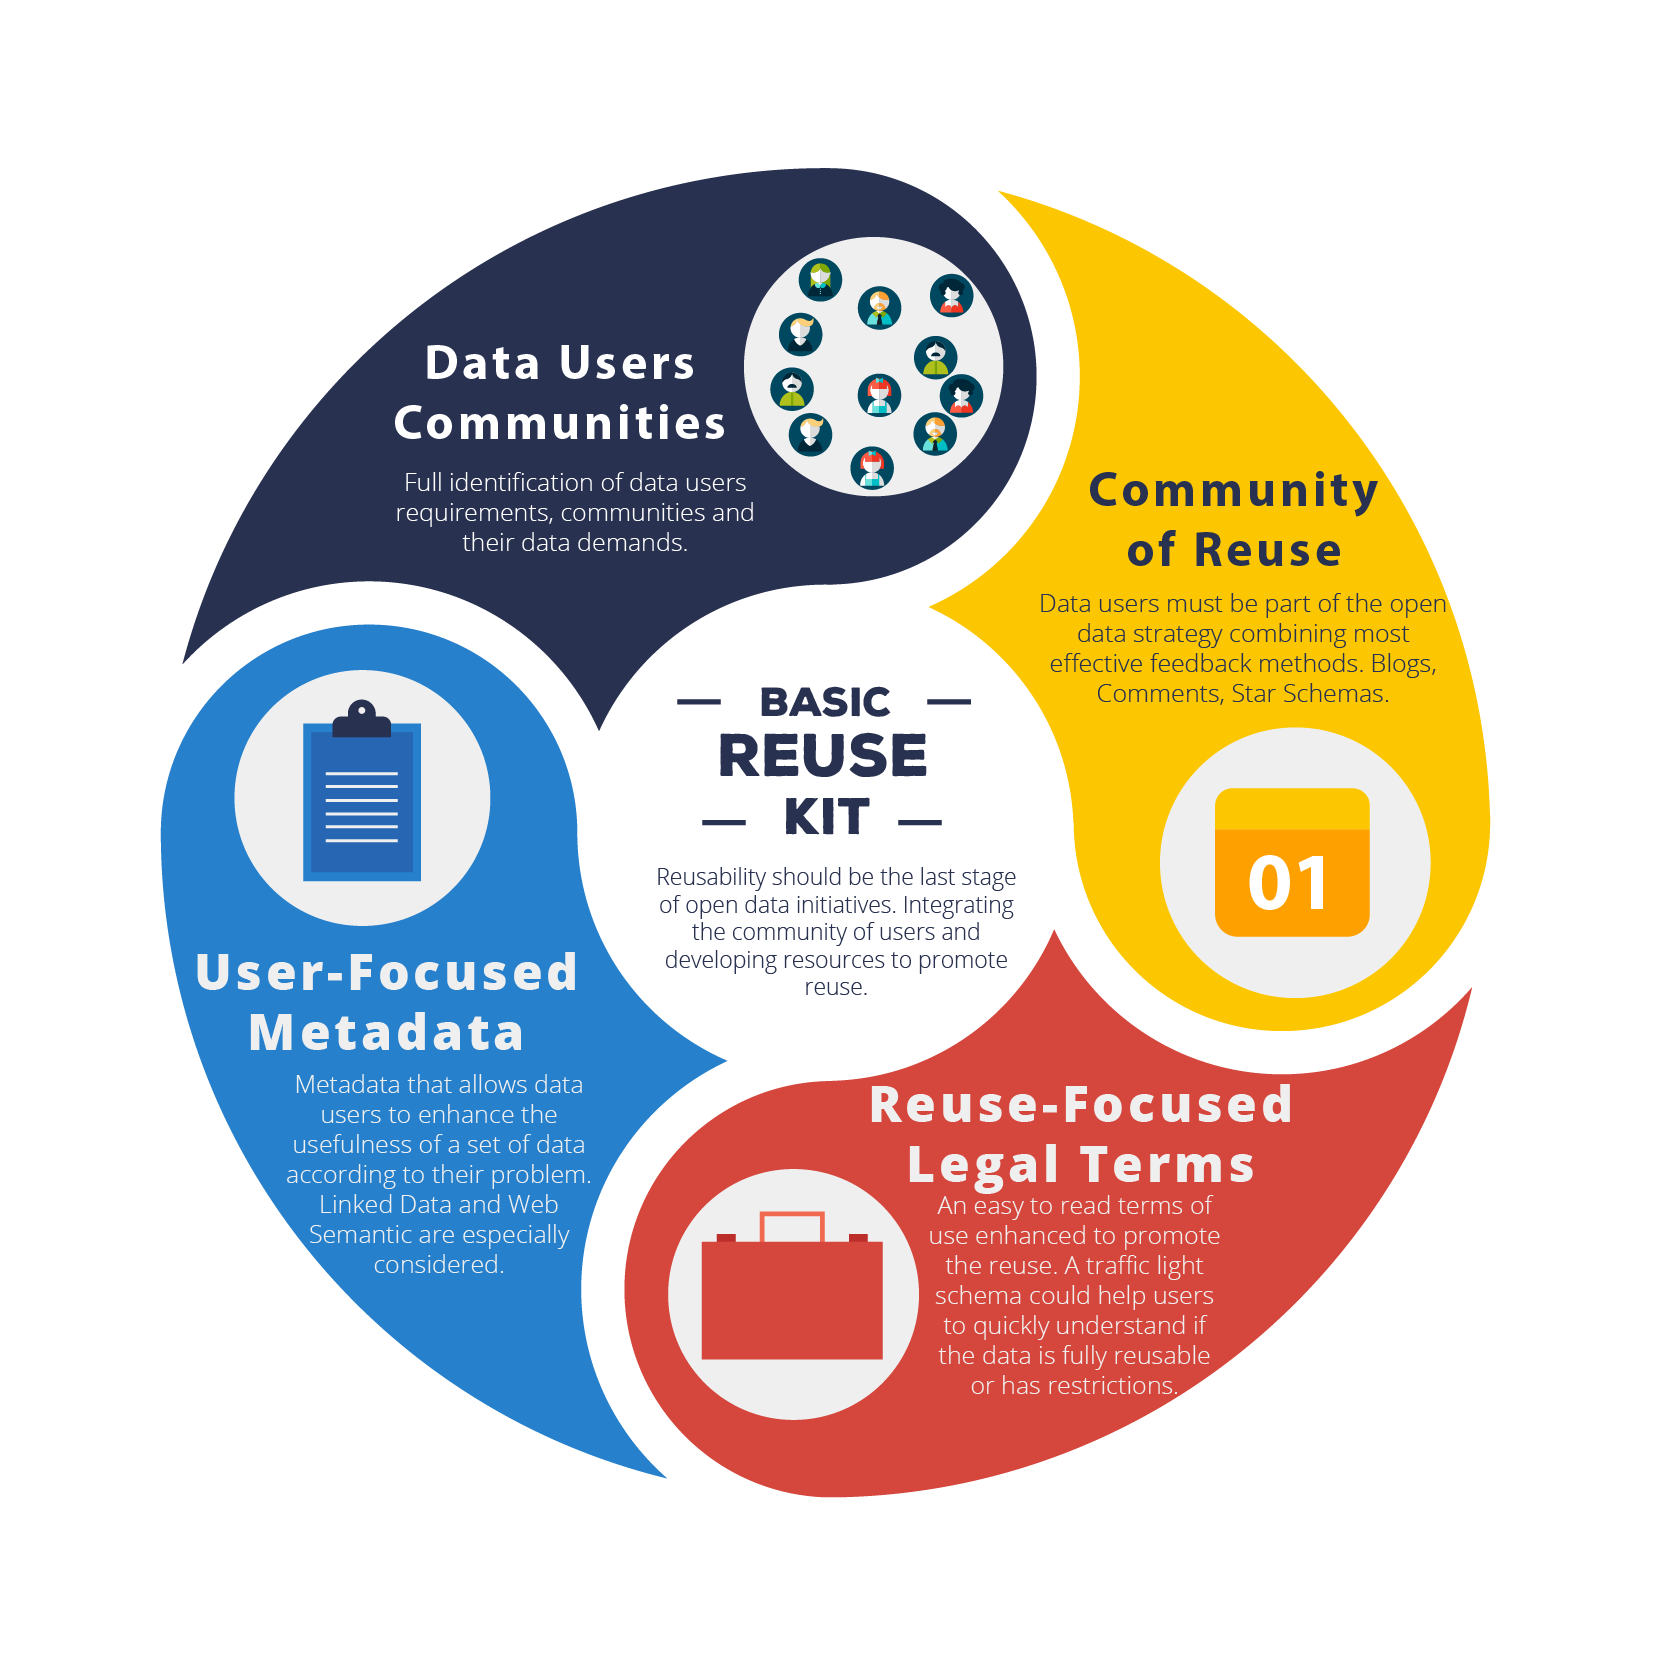 Data Users
Communities
Full identification of data users
requirements, communities and
their data demands.
Community
of Reuse
Data users must be part of the open
data strategy combining most
effective feedback methods. Blogs,
Comments, Star Schemas.
01
BASIC
REUSE
KIT
Reusability should be the last stage
of open data initiatives. Integrating
the community of users and
developing resources to promote
reuse.
User-Focused
Metadata
Metadata that allows data
users to enhance the
usefulness of a set of data
according to their problem.
Linked Data and Web
Semantic are especially
considered.
Reuse-Focused
Legal Terms
An easy to read terms of
use enhanced to promote
the reuse. A traffic light
schema could help users
to quickly understand if
the data is fully reusable
or has restrictions.